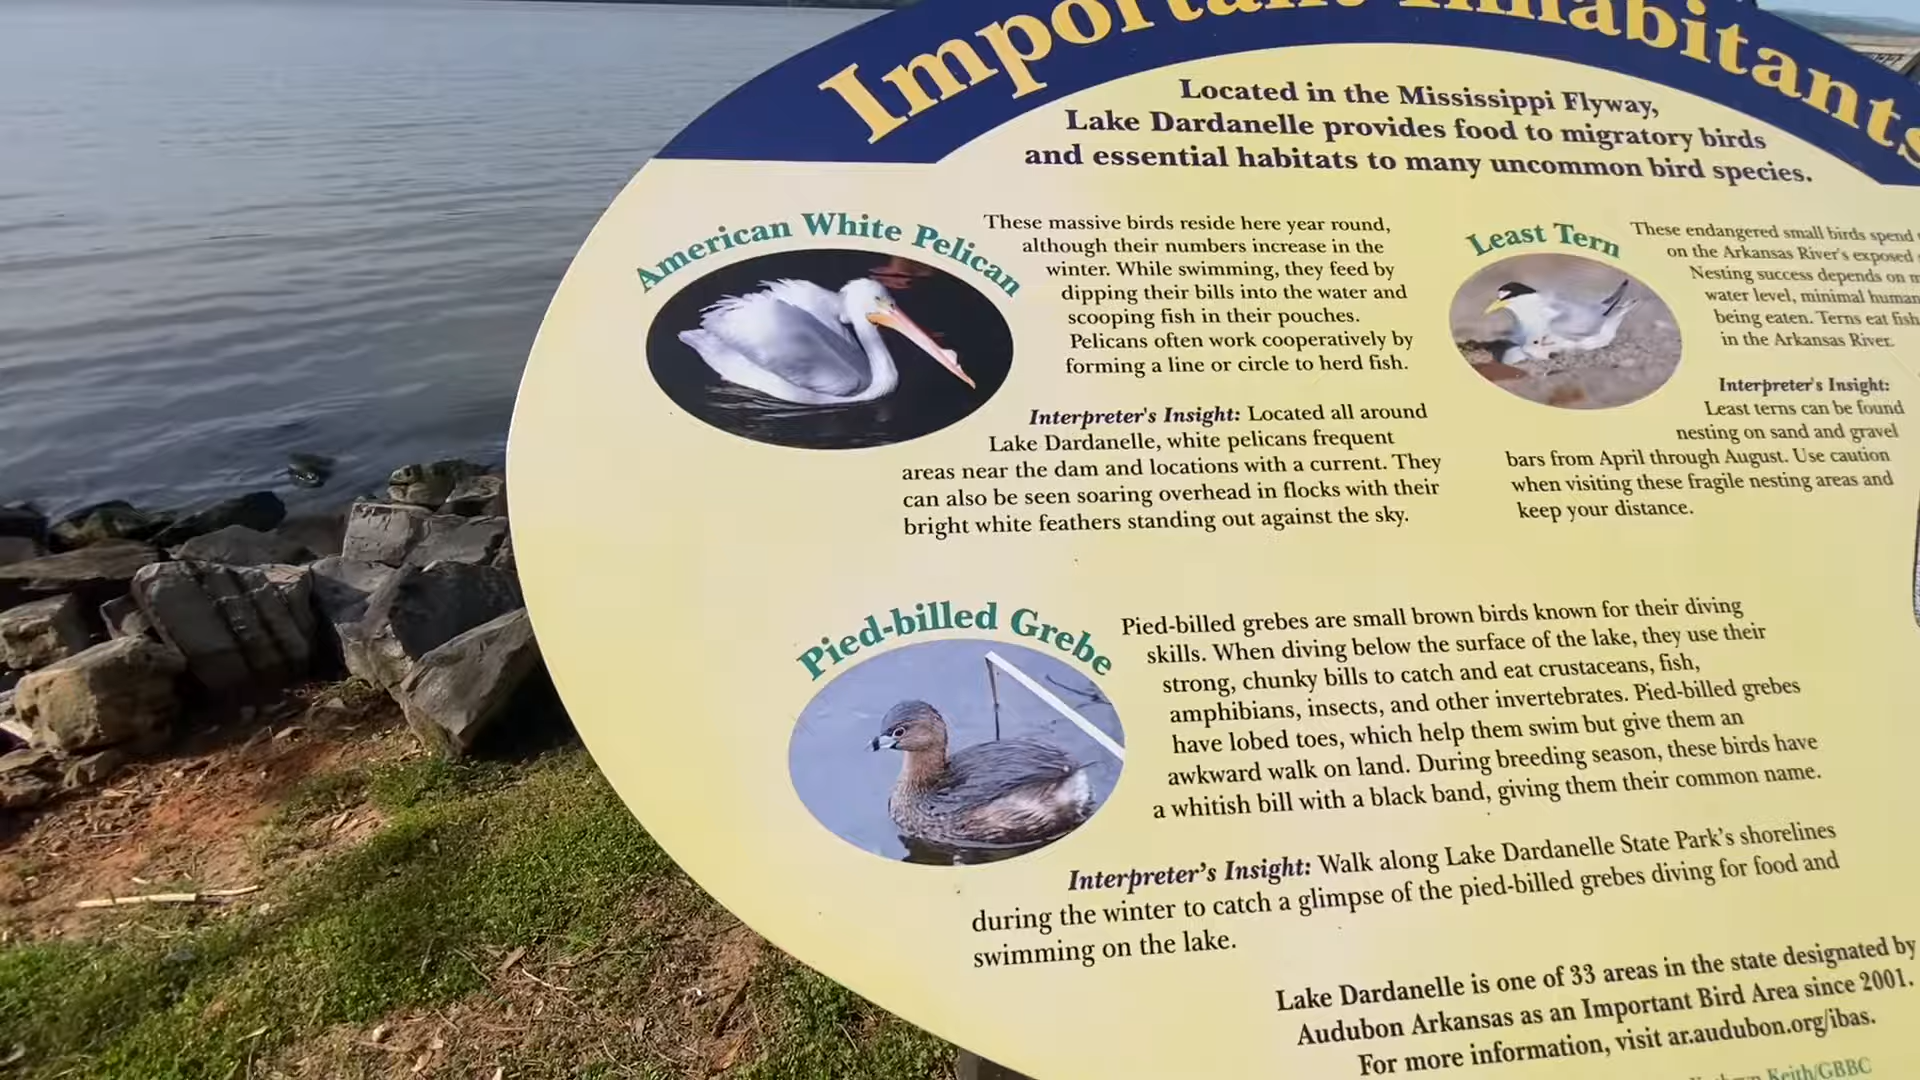 Important Inhabitants
Located in the Mississippi Flyway,
Lake Dardanelle provides food to migratory birds
and essential habitats to many uncommon bird species.
American White Pelican
These massive birds reside here year round,
although their numbers increase in the
winter. While swimming, they feed by
dipping their bills into the water and
scooping fish in their pouches.
Pelicans often work cooperatively by
forming a line or circle to herd fish.
Interpreter's Insight: Located all around
Lake Dardanelle, white pelicans frequent
areas near the dam and locations with a current. They
can also be seen soaring overhead in flocks with their
bright white feathers standing out against the sky.
Least Tern
These endangered small birds spend
on the Arkansas River's exposed
Nesting success depends on
water level, minimal human
being eaten. Terns eat fish
in the Arkansas River.
Interpreter's Insight:
Least terns can be found
nesting on sand and gravel
bars from April through August. Use caution
when visiting these fragile nesting areas and
keep your distance.
Pied-billed Grebe
Pied-billed grebes are small brown birds known for their diving
skills. When diving below the surface of the lake, they use their
strong, chunky bills to catch and eat crustaceans, fish,
amphibians, insects, and other invertebrates. Pied-billed grebes
have lobed toes, which help them swim but give them an
awkward walk on land. During breeding season, these birds have
a whitish bill with a black band, giving them their common name.
Interpreter's Insight: Walk along Lake Dardanelle State Park's shorelines
during the winter to catch a glimpse of the pied-billed grebes diving for food and
swimming on the lake.
Lake Dardanelle is one of 33 areas in the state designated by
Audubon Arkansas as an Important Bird Area since 2001.
For more information, visit ar.audubon.org/ibas.
Keith/GBBC